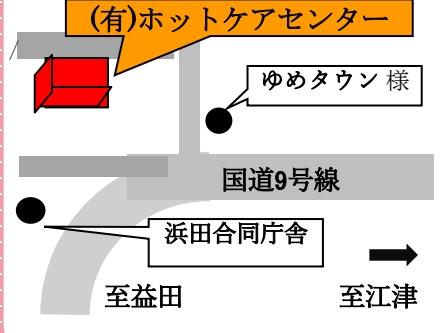 (有)ホットケアセンター
ゆめタウン 様
国道9号線
浜田合同庁舎
至益田
至江津